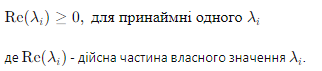 Re(λᵢ) ≥ 0, для принаймні одного λᵢ
де Re(λᵢ) - дійсна частина власного значення λᵢ.